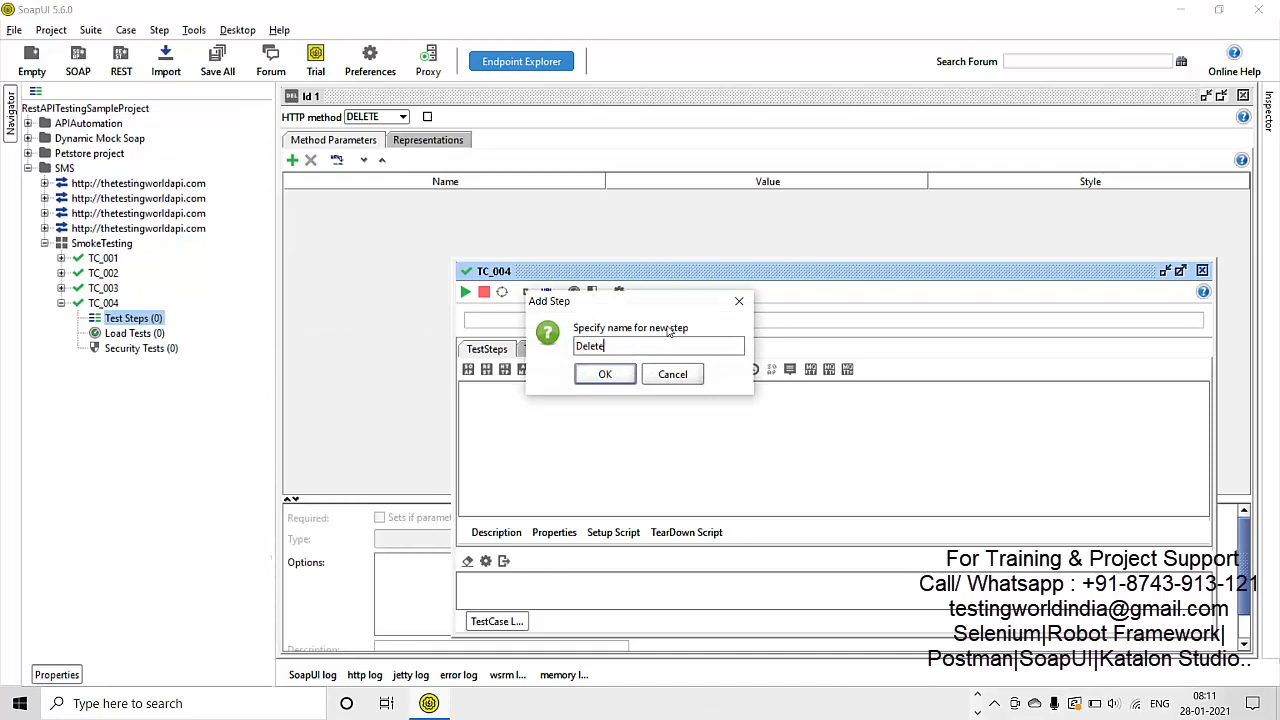 SoapUI 5.6.0
File Project Suite Case Step Tools Desktop Help
Empty SOAP REST Import Save All Forum Trial Preferences Proxy
Endpoint Explorer
Search Forum
Online Help
Navigator
RestAPITestingSampleProject
APIAutomation
Dynamic Mock Soap
Petstore project
SMS
http://thetestingworldapi.com
http://thetestingworldapi.com
http://thetestingworldapi.com
http://thetestingworldapi.com
SmokeTesting
TC_001
TC_002
TC_003
TC_004
Test Steps (0)
Load Tests (0)
Security Tests (0)
Properties
DEL Id 1
HTTP method DELETE
Method Parameters Representations
Name Value Style
Inspector
TC_004
Add Step
Specify name for new step
Delete
OK Cancel
TestSteps
Description Properties Setup Script TearDown Script
TestCase L...
Required: Sets if paramet
Type:
Options:
Description:
For Training & Project Support
Call/ Whatsapp : +91-8743-913-121
testingworldindia@gmail.com
Selenium|Robot Framework|
Postman|SoapUI|Katalon Studio..
SoapUI log http log jetty log error log wsrm l... memory l...
Type here to search
ENG
08:11
28-01-2021